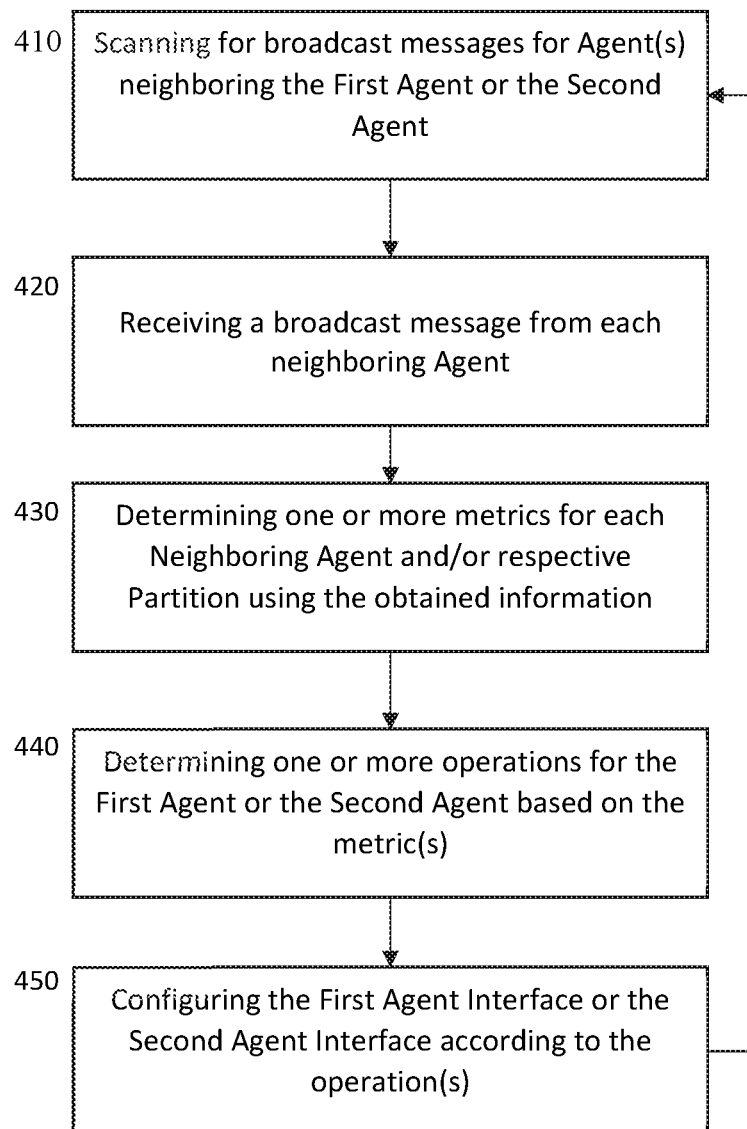 410
Scanning for broadcast messages for Agent(s)
neighboring the First Agent or the Second
Agent
420
Receiving a broadcast message from each
neighboring Agent
430
Determining one or more metrics for each
Neighboring Agent and/or respective
Partition using the obtained information
440
Determining one or more operations for the
First Agent or the Second Agent based on the
metric(s)
450
Configuring the First Agent Interface or the
Second Agent Interface according to the
operation(s)